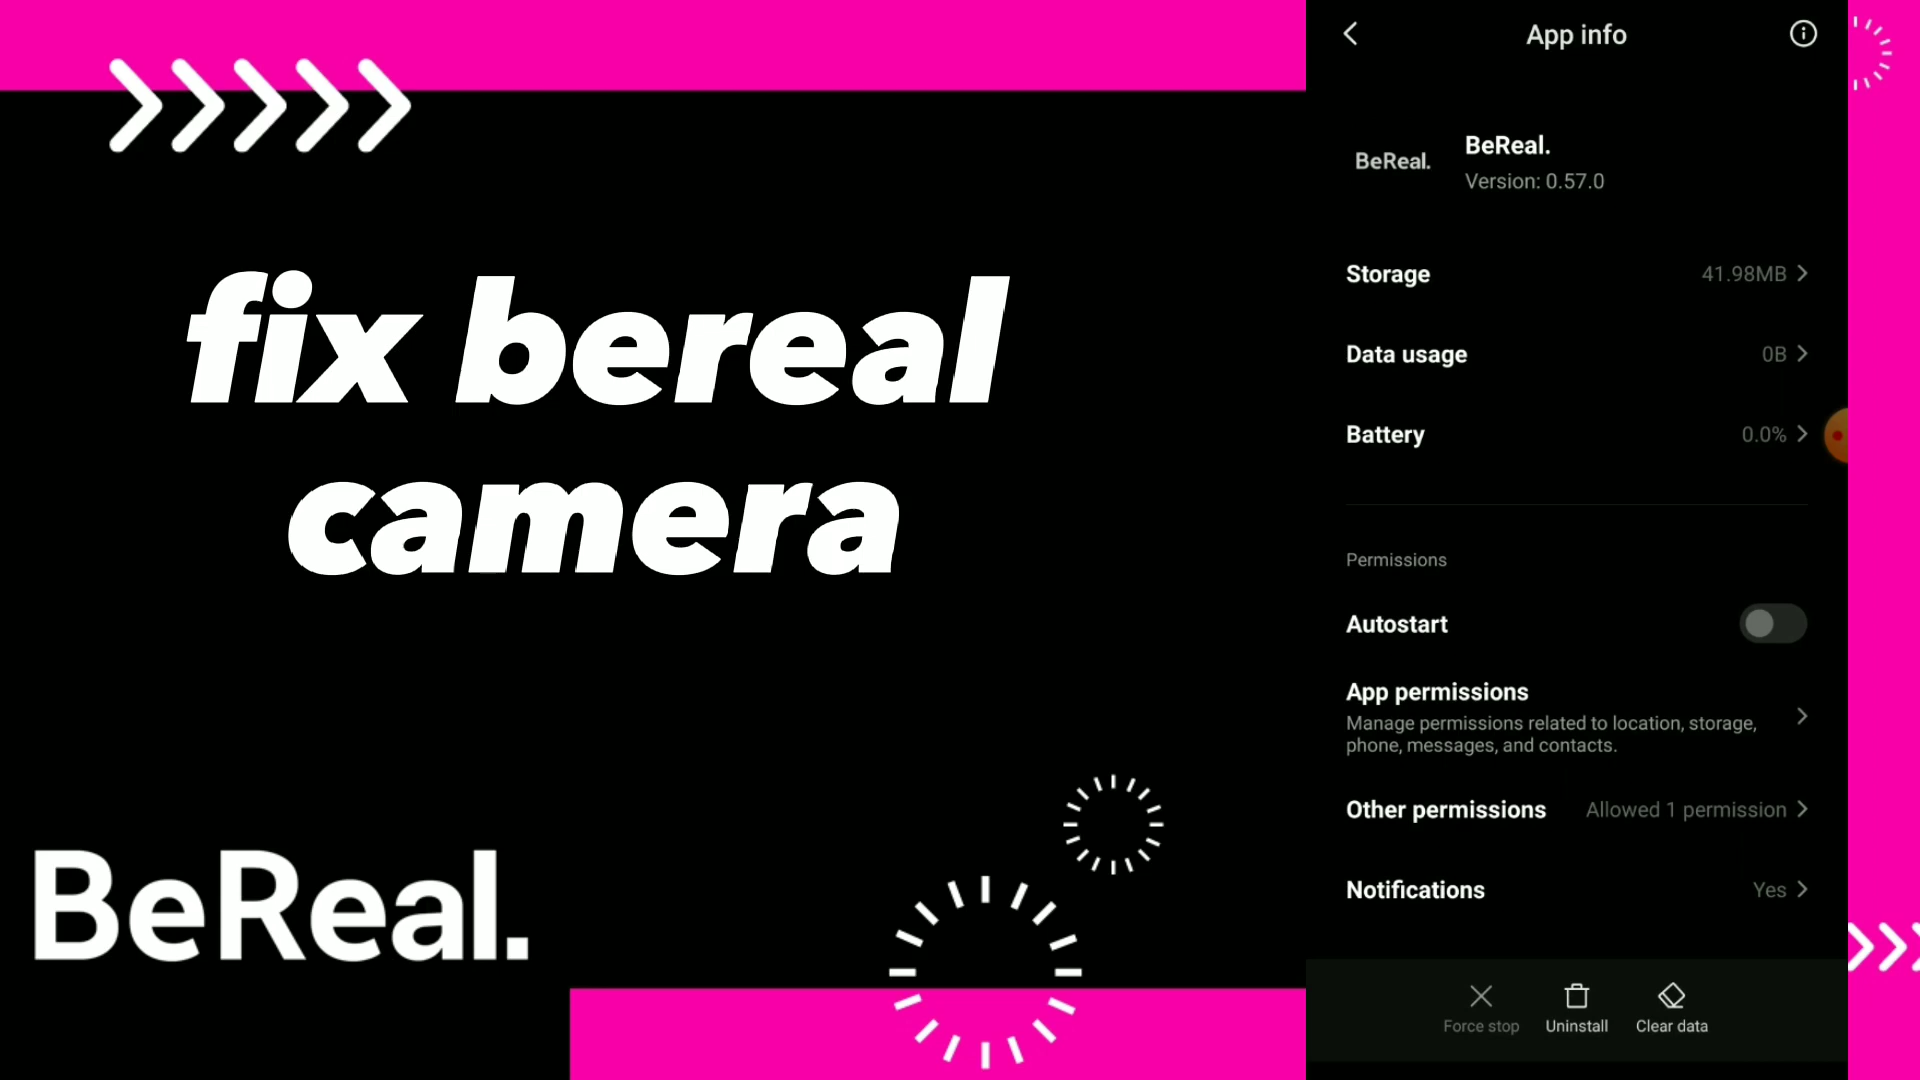 fix bereal
camera
BeReal.
App info
BeReal.
BeReal.
Version: 0.57.0
Storage 41.98MB
Data usage 0B
Battery 0.0%
Permissions
Autostart
App permissions
Manage permissions related to location, storage,
phone, messages, and contacts.
Other permissions Allowed 1 permission
Notifications Yes
Force stop Uninstall Clear data